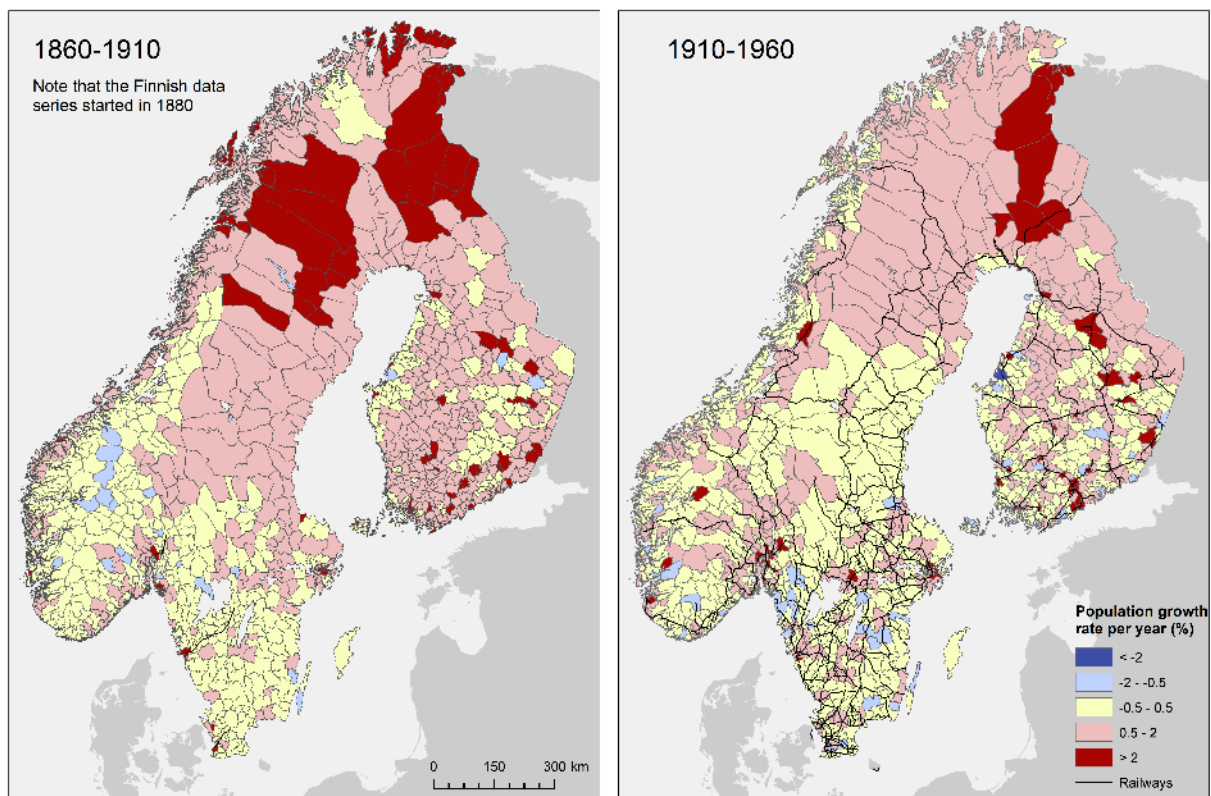 1860-1910
Note that the Finnish data
series started in 1880
0 150 300 km
1910-1960
Population growth
rate per year (%)
< -2
-2 - -0.5
-0.5 - 0.5
0.5 - 2
> 2
Railways